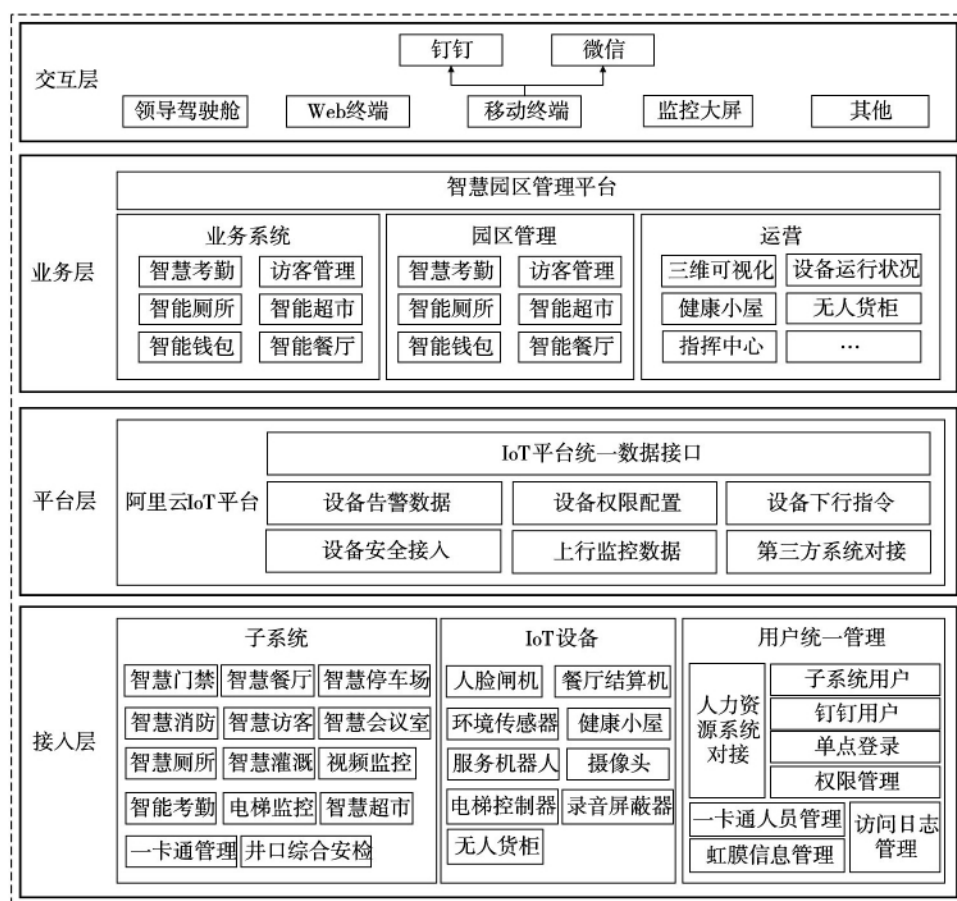 钉钉
微信
交互层
领导驾驶舱
Web终端
移动终端
监控大屏
其他
智慧园区管理平台
业务层
业务系统
智慧考勤
访客管理
智能厕所
智能超市
智能钱包
智能餐厅
园区管理
智慧考勤
访客管理
智能厕所
智能超市
智能钱包
智能餐厅
运营
三维可视化
设备运行状况
健康小屋
无人货柜
指挥中心
…
平台层
阿里云IoT平台
IoT平台统一数据接口
设备告警数据
设备权限配置
设备下行指令
设备安全接入
上行监控数据
第三方系统对接
接入层
子系统
智慧门禁
智慧餐厅
智慧停车场
智慧消防
智慧访客
智慧会议室
智慧厕所
智慧灌溉
视频监控
智能考勤
电梯监控
智慧超市
一卡通管理
井口综合安检
IoT设备
人脸闸机
餐厅结算机
环境传感器
健康小屋
服务机器人
摄像头
电梯控制器
录音屏蔽器
无人货柜
用户统一管理
人力资
源系统
对接
子系统用户
钉钉用户
单点登录
权限管理
一卡通人员管理
虹膜信息管理
访问日志
管理